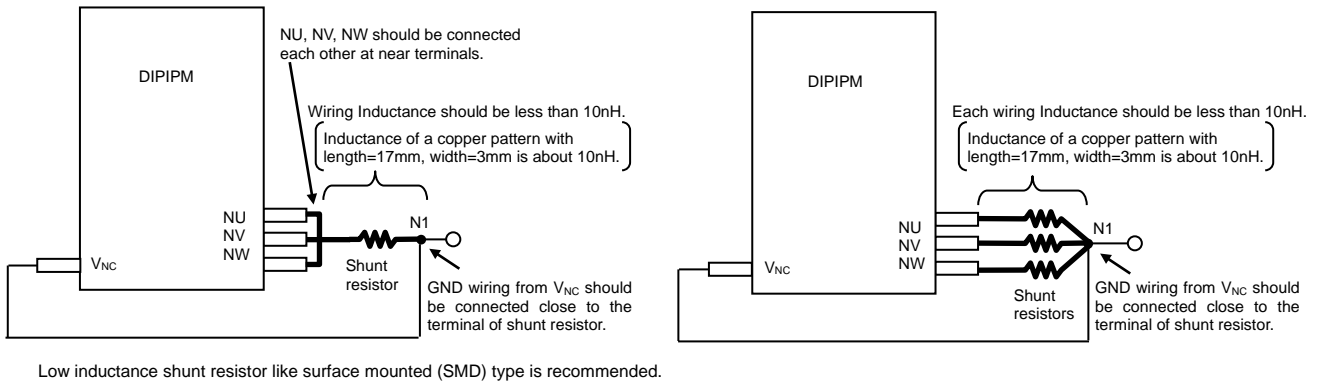 NU, NV, NW should be connected
each other at near terminals.
DIPIPM
Wiring Inductance should be less than 10nH.
Inductance of a copper pattern with
length=17mm, width=3mm is about 10nH.
NU
NV
NW
N1
VNC
Shunt
resistor
GND wiring from VNC should
be connected close to the
terminal of shunt resistor.
DIPIPM
Each wiring Inductance should be less than 10nH.
Inductance of a copper pattern with
length=17mm, width=3mm is about 10nH.
NU
NV
NW
N1
VNC
Shunt
resistors
GND wiring from VNC should
be connected close to the
terminal of shunt resistor.
Low inductance shunt resistor like surface mounted (SMD) type is recommended.